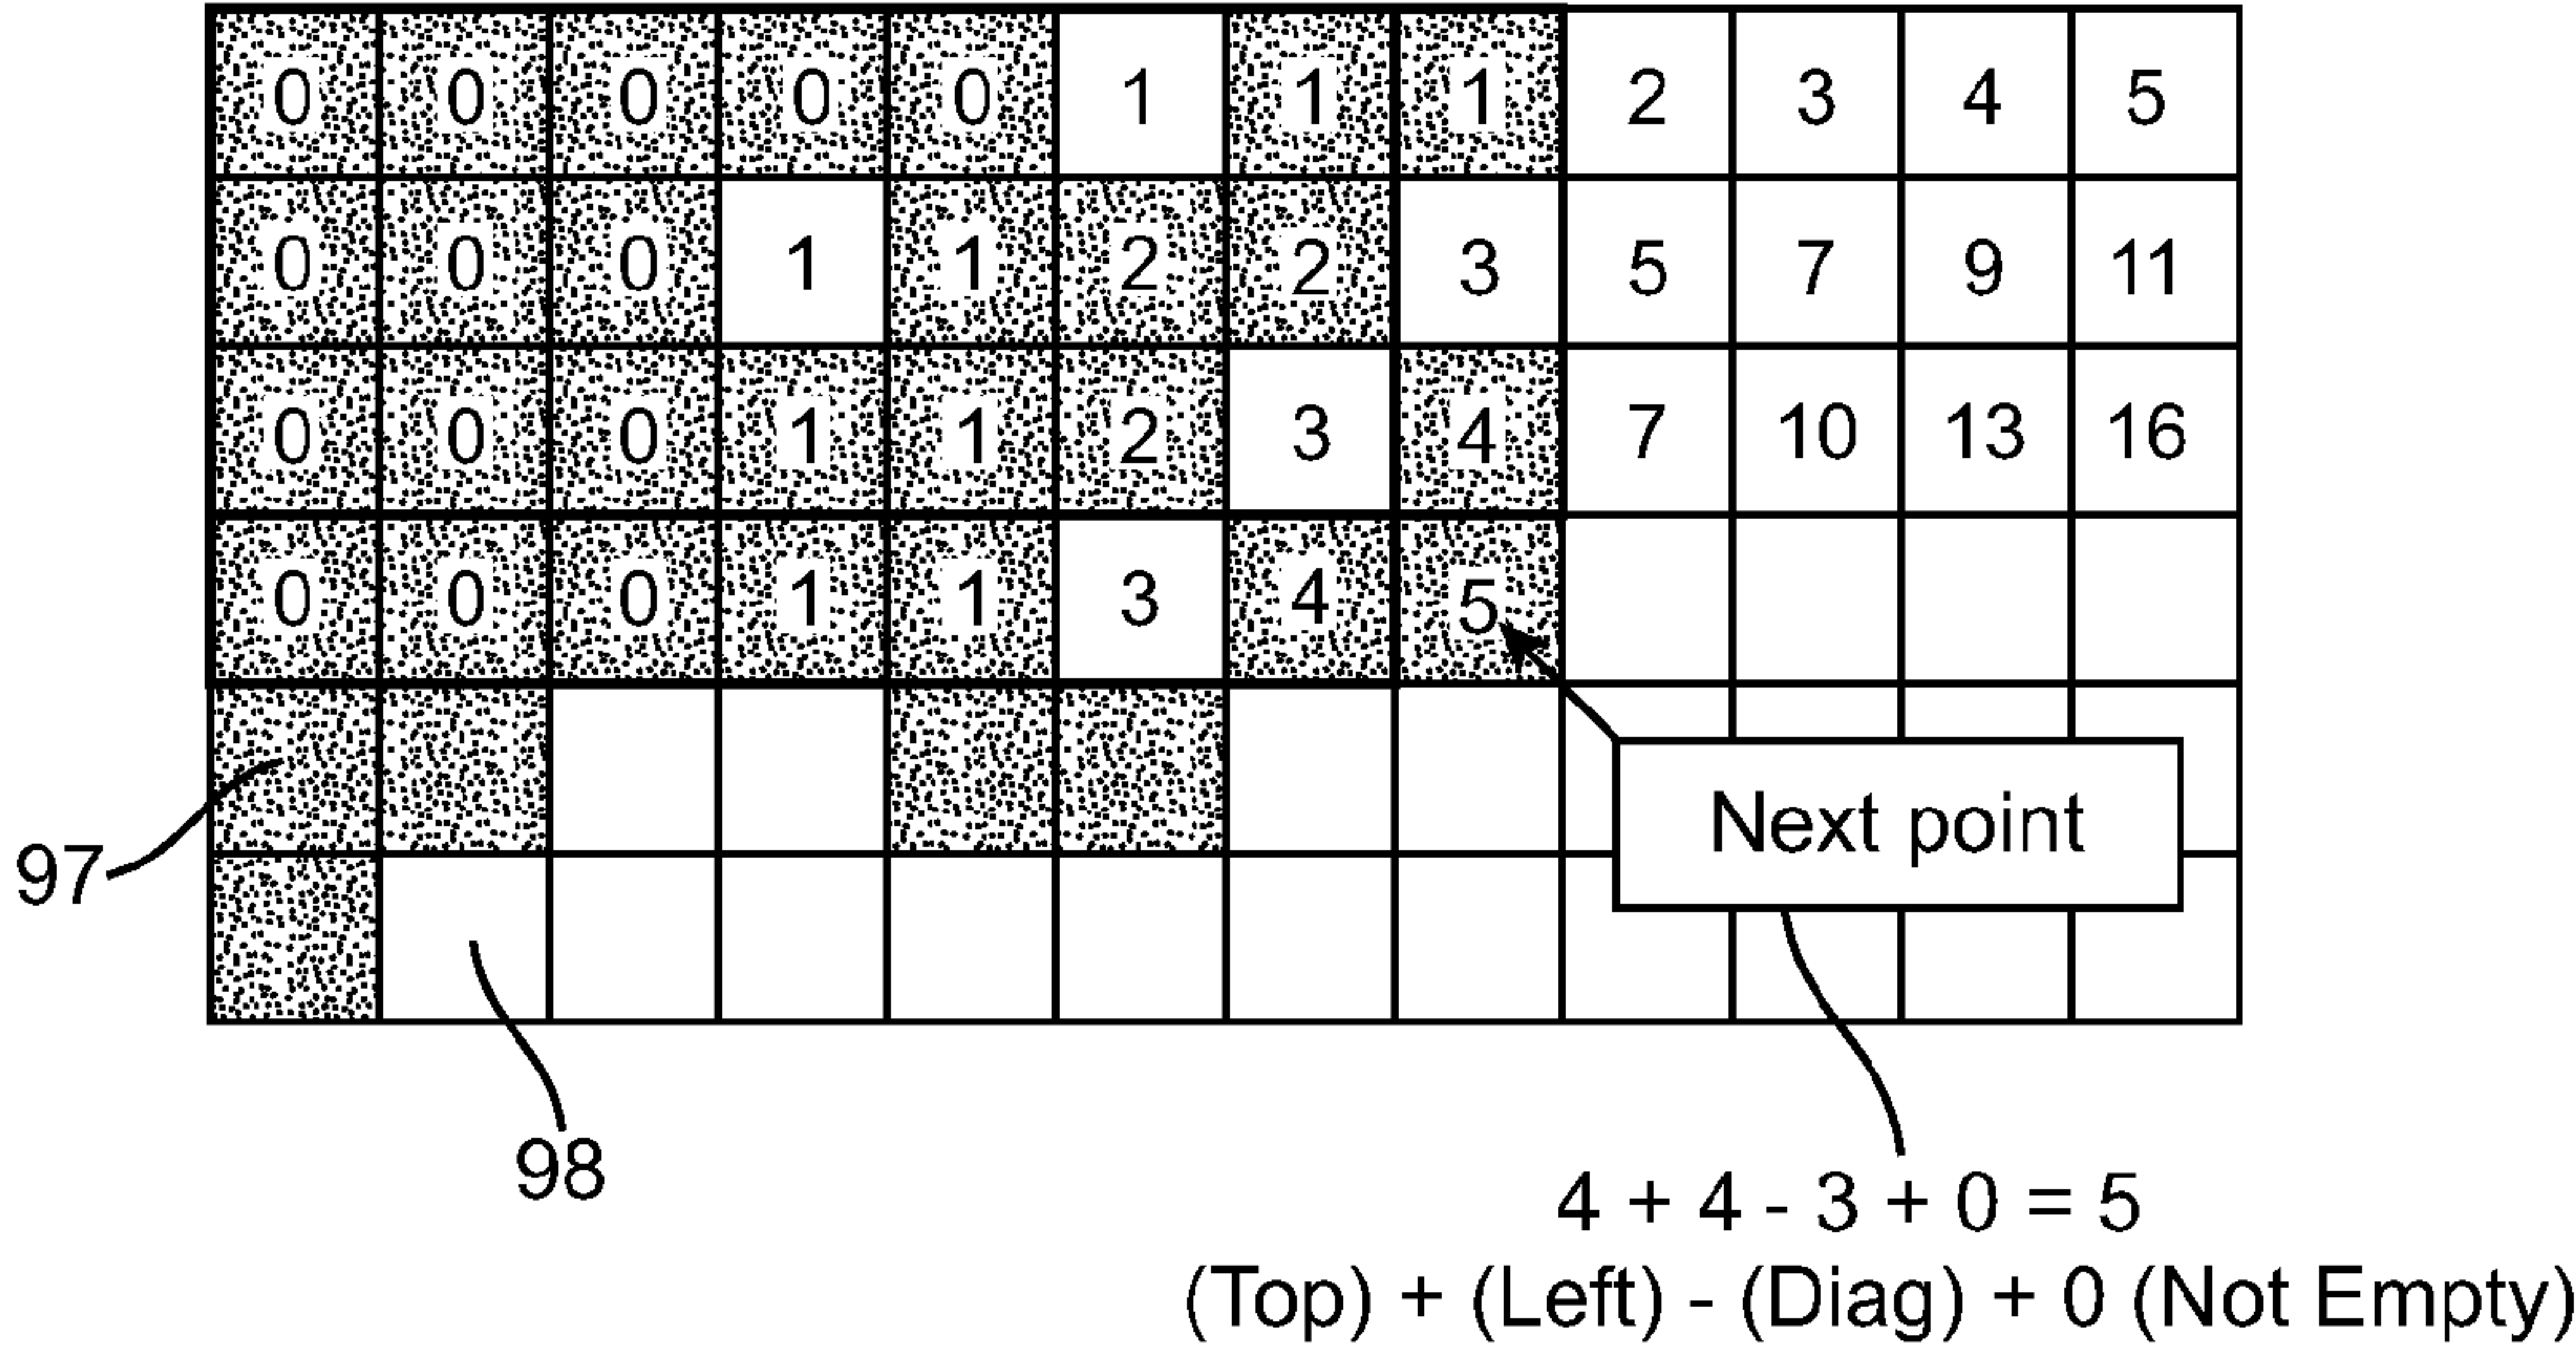 0 0 0 0 0 1 1 1 2 3 4 5
0 0 0 1 1 2 2 3 5 7 9 11
0 0 0 1 1 2 3 4 7 10 13 16
0 0 0 1 1 3 4 5
97
Next point
98
4 + 4 - 3 + 0 = 5
(Top) + (Left) - (Diag) + 0 (Not Empty)